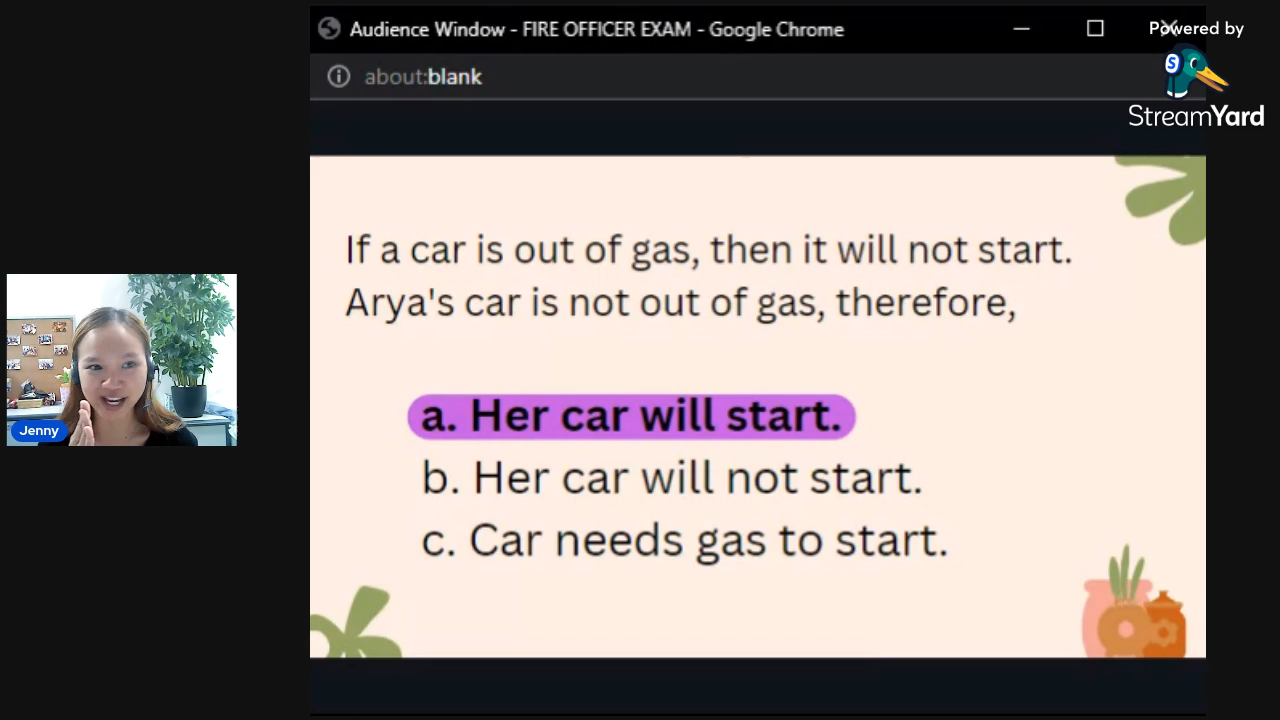 Audience Window - FIRE OFFICER EXAM - Google Chrome
Powered by
about:blank
S
StreamYard
If a car is out of gas, then it will not start.
Arya's car is not out of gas, therefore,
a. Her car will start.
b. Her car will not start.
c. Car needs gas to start.
Jenny